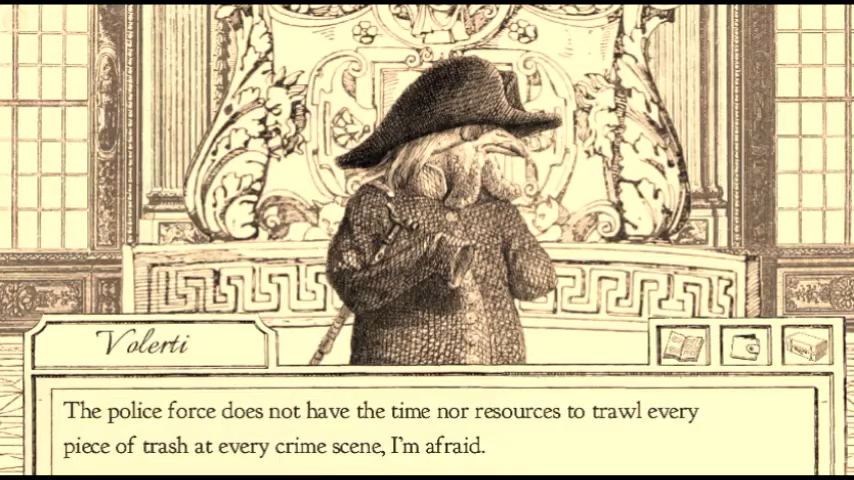 Volerti
The police force does not have the time nor resources to trawl every
piece of trash at every crime scene, I'm afraid.